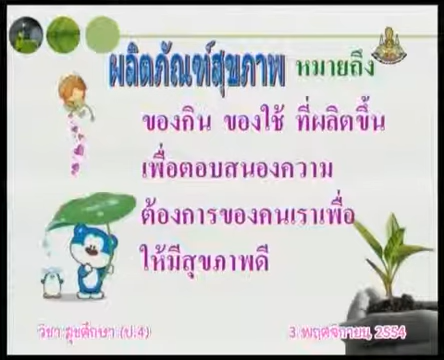 ผลิตภัณฑ์สุขภาพ หมายถึง
ของกิน ของใช้ ที่ผลิตขึ้น
เพื่อตอบสนองความ
ต้องการของคนเราเพื่อ
ให้มีสุขภาพดี
วิชา สุขศึกษา (ป.4) 3 พฤศจิกายน 2554